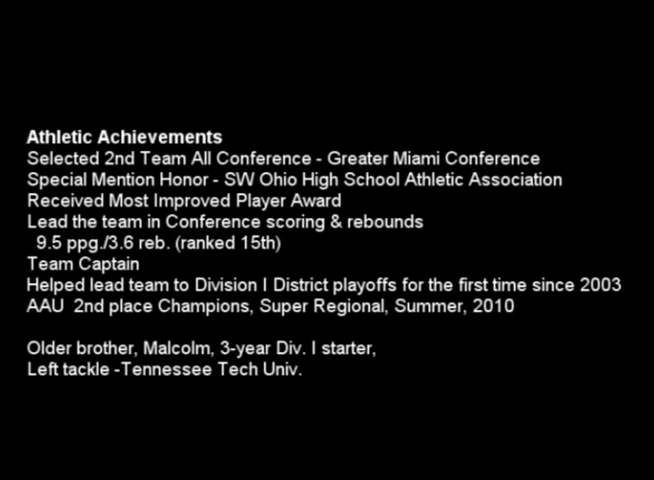 Athletic Achievements
Selected 2nd Team All Conference - Greater Miami Conference
Special Mention Honor - SW Ohio High School Athletic Association
Received Most Improved Player Award
Lead the team in Conference scoring & rebounds
9.5 ppg./3.6 reb. (ranked 15th)
Team Captain
Helped lead team to Division I District playoffs for the first time since 2003
AAU 2nd place Champions, Super Regional, Summer, 2010
Older brother, Malcolm, 3-year Div. I starter,
Left tackle -Tennessee Tech Univ.